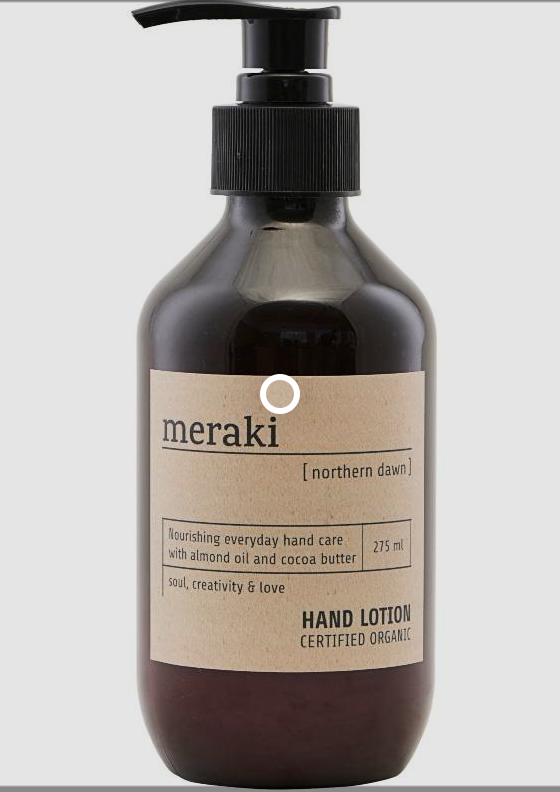 meraki
[ northern dawn ]
Nourishing everyday hand care
with almond oil and cocoa butter
275 ml
soul, creativity & love
HAND LOTION
CERTIFIED ORGANIC